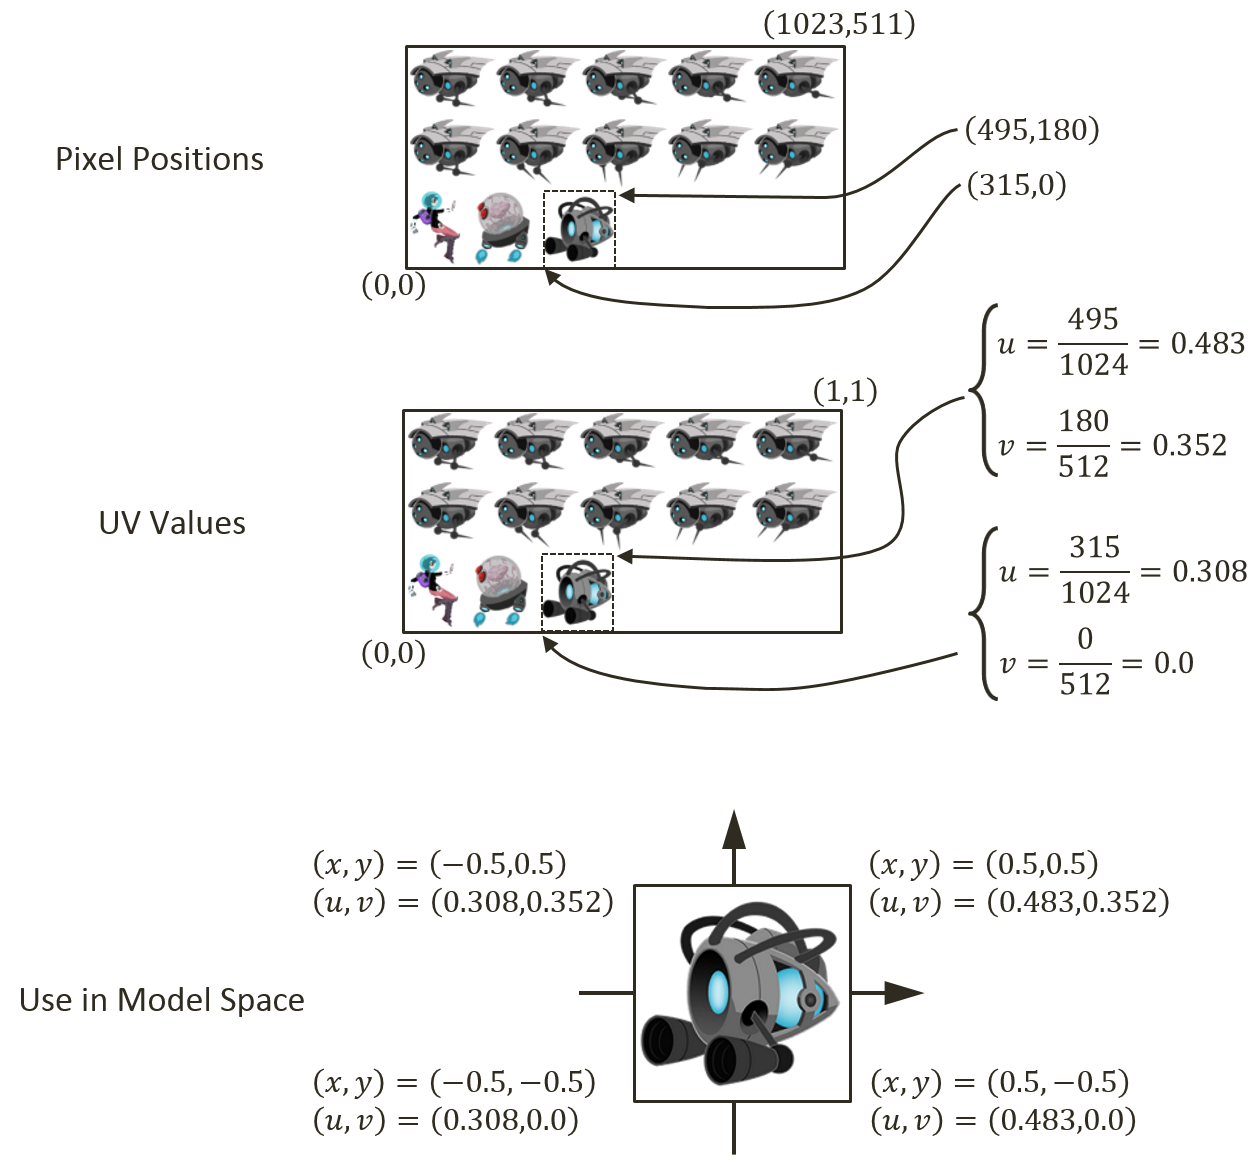 (1023,511)
(495,180)
Pixel Positions
(315,0)
(0,0)
u = 495/1024 = 0.483
(1,1)
v = 180/512 = 0.352
UV Values
u = 315/1024 = 0.308
(0,0)
v = 0/512 = 0.0
(x, y) = (−0.5,0.5)
(u, v) = (0.308,0.352)
(x, y) = (0.5,0.5)
(u, v) = (0.483,0.352)
Use in Model Space
(x, y) = (−0.5, −0.5)
(u, v) = (0.308,0.0)
(x, y) = (0.5, −0.5)
(u, v) = (0.483,0.0)